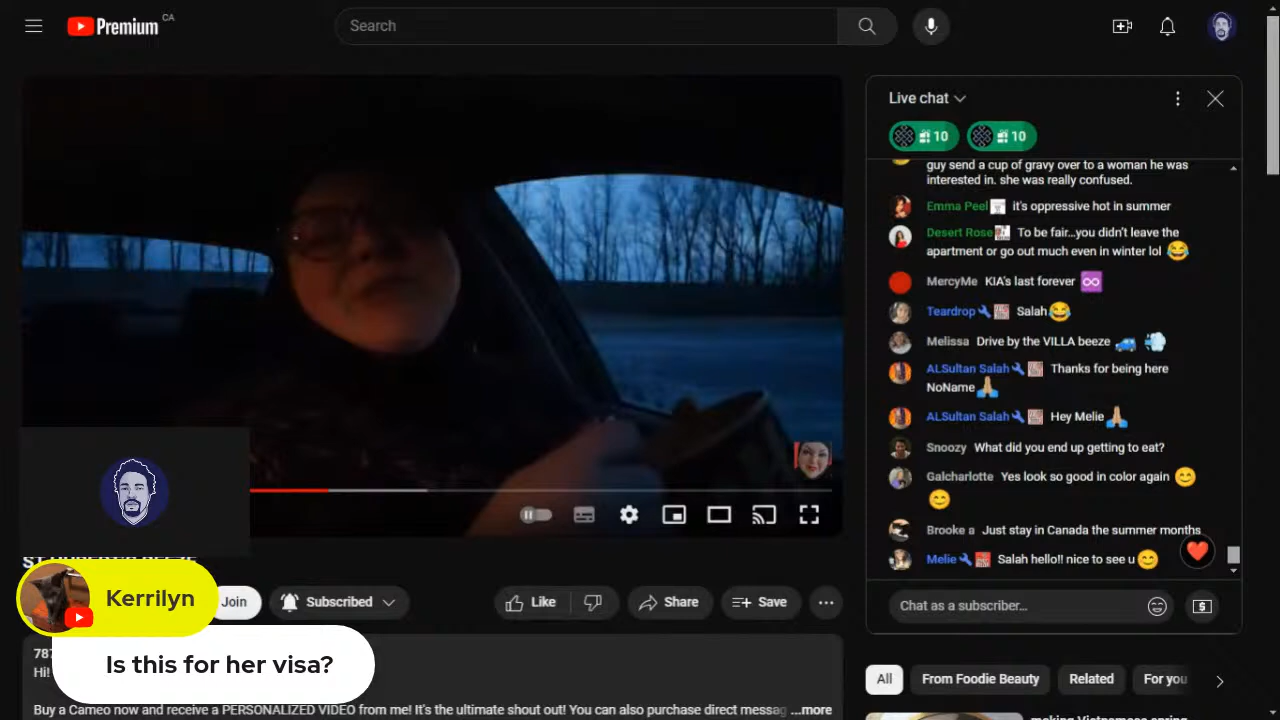 Premium CA
Search
Live chat
10
10
guy send a cup of gravy over to a woman he was
interested in. she was really confused.
Emma Peel it's oppressive hot in summer
Desert Rose To be fair...you didn't leave the
apartment or go out much even in winter lol 😂
MercyMe KIA's last forever ♾️
Teardrop Salah😂
Melissa Drive by the VILLA beeze 🚙 💨
ALSultan Salah Thanks for being here
NoName🙏
ALSultan Salah Hey Melie🙏
Snoozy What did you end up getting to eat?
Galcharlotte Yes look so good in color again 😊
😊
Brooke a Just stay in Canada the summer months
Melie Salah hello!! nice to see u😊
Chat as a subscriber...
Kerrilyn
Join
Subscribed
Like
Share
Save
Is this for her visa?
787
Hi!
Buy a Cameo now and receive a PERSONALIZED VIDEO from me! It's the ultimate shout out! You can also purchase direct messag ...more
All
From Foodie Beauty
Related
For you
making Vietnamese spring